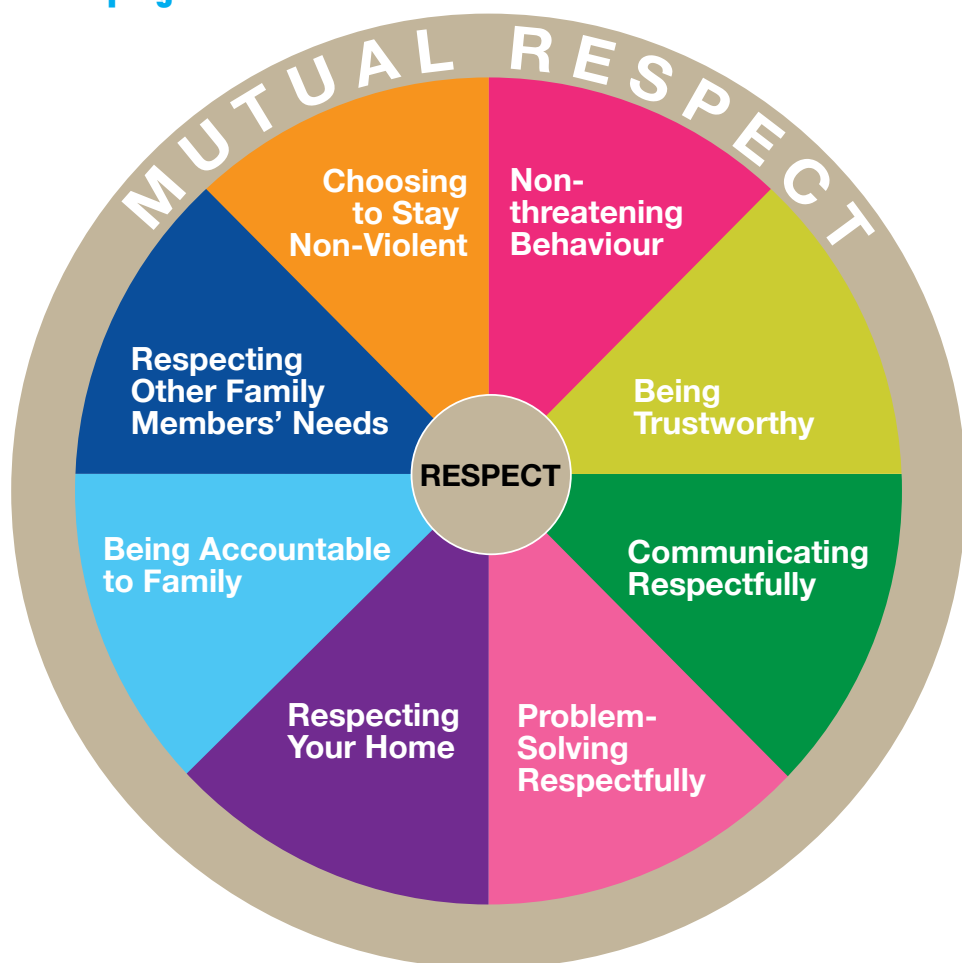 MUTUAL RESPECT
Choosing
to Stay
Non-Violent
Non-
threatening
Behaviour
Being
Trustworthy
Communicating
Respectfully
Problem-
Solving
Respectfully
Respecting
Your Home
Being Accountable
to Family
Respecting
Other Family
Members’ Needs
RESPECT